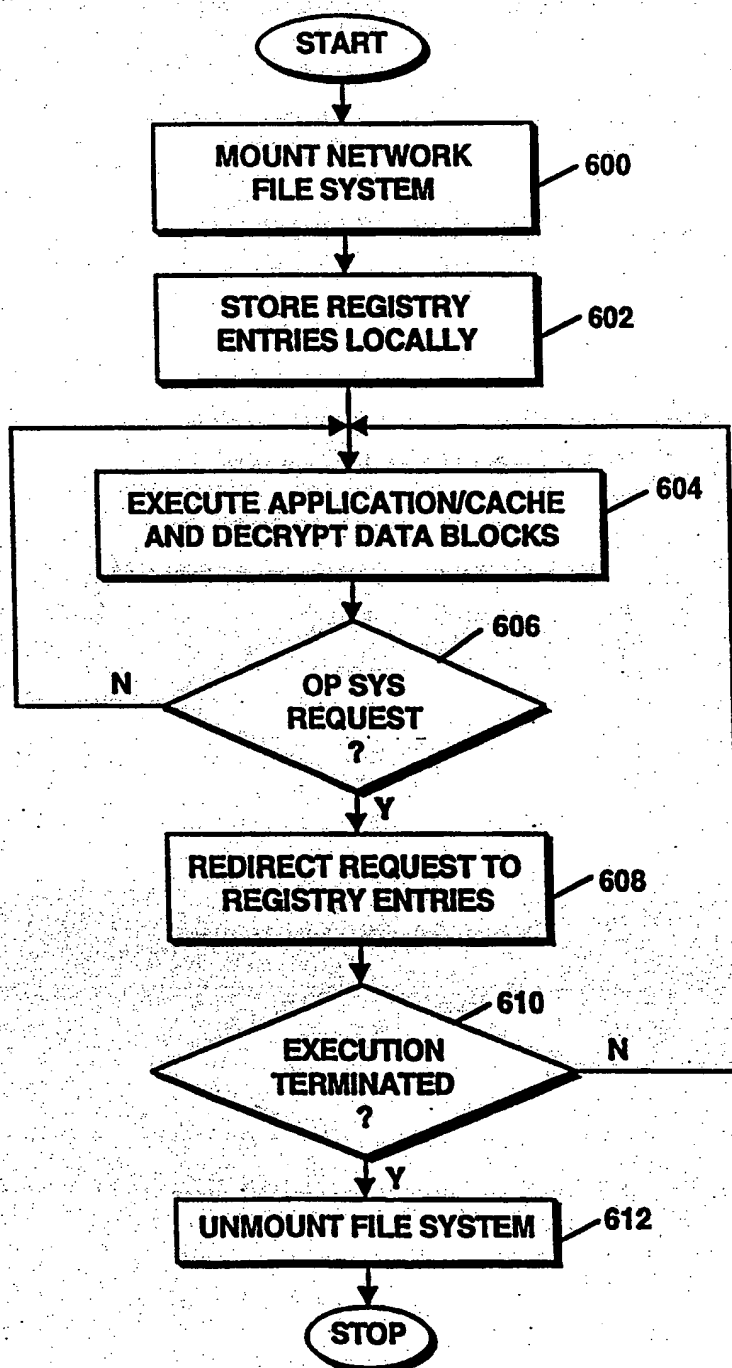 START
MOUNT NETWORK
FILE SYSTEM
600
STORE REGISTRY
ENTRIES LOCALLY
602
EXECUTE APPLICATION/CACHE
AND DECRYPT DATA BLOCKS
604
606
OP SYS
REQUEST
?
N
Y
REDIRECT REQUEST TO
REGISTRY ENTRIES
608
610
EXECUTION
TERMINATED
?
N
Y
UNMOUNT FILE SYSTEM
612
STOP